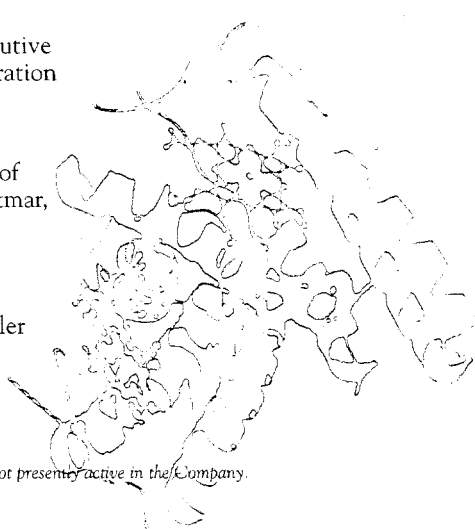 utive
ration
of
tmar,
ler
ot presently active in the Company.